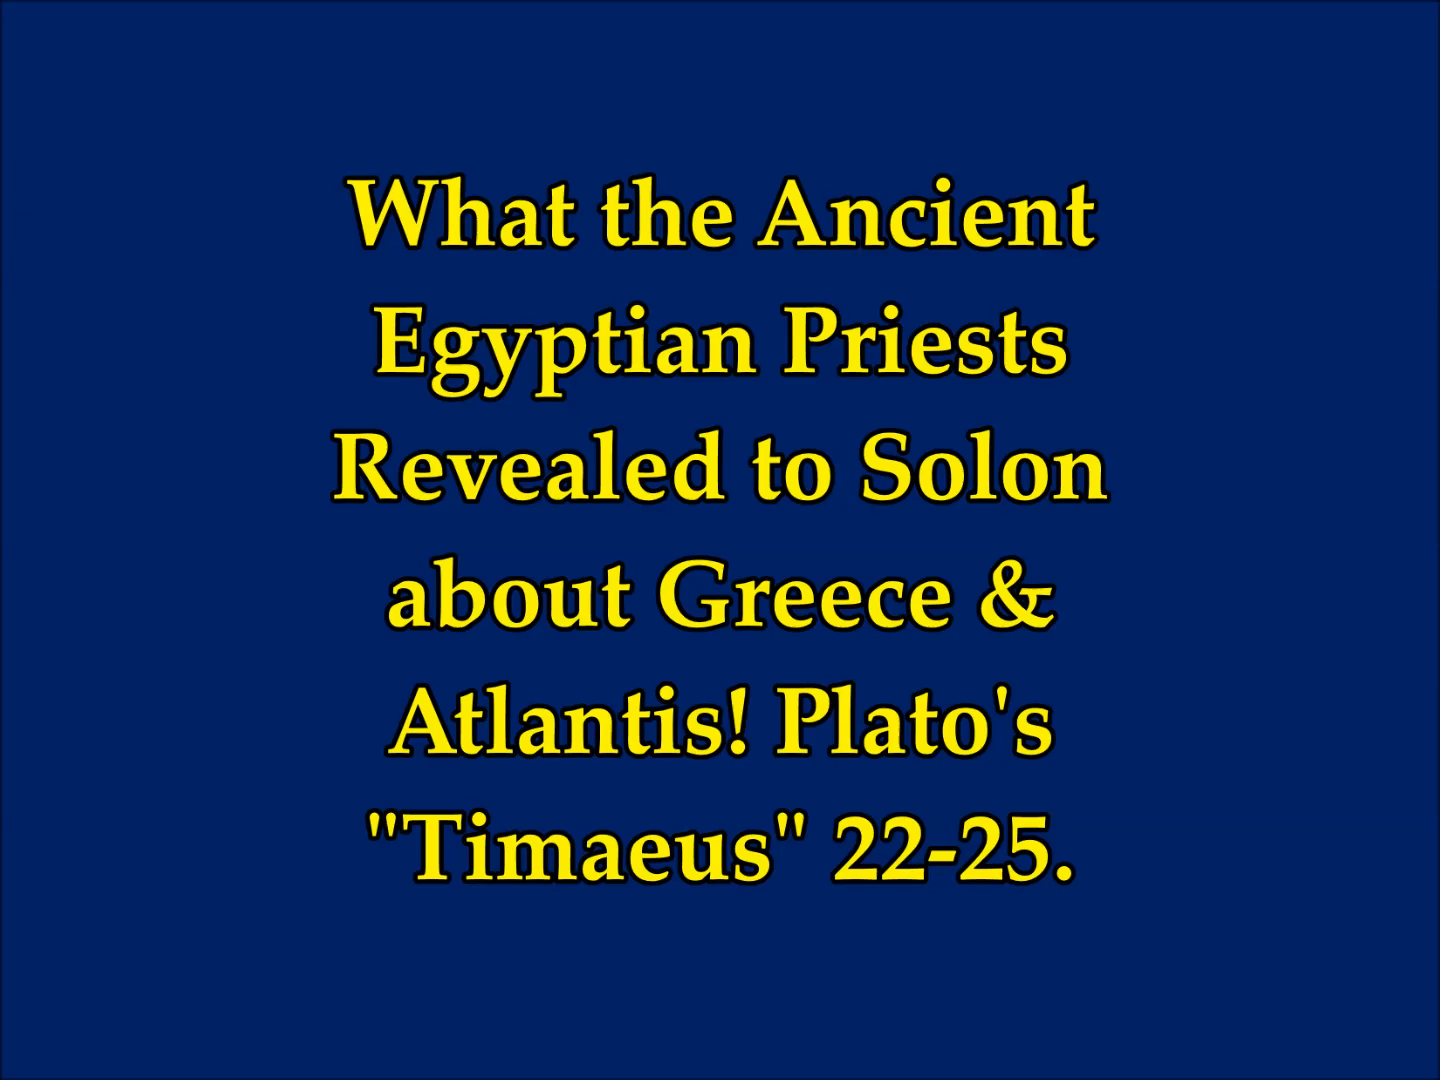 What the Ancient
Egyptian Priests
Revealed to Solon
about Greece &
Atlantis! Plato's
"Timaeus" 22-25.